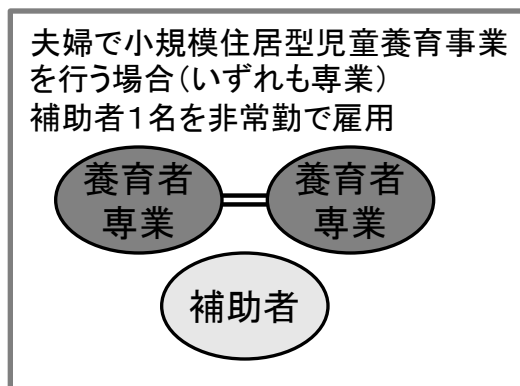 夫婦で小規模住居型児童養育事業
を行う場合(いずれも専業)
補助者1名を非常勤で雇用
養育者
専業
養育者
専業
補助者